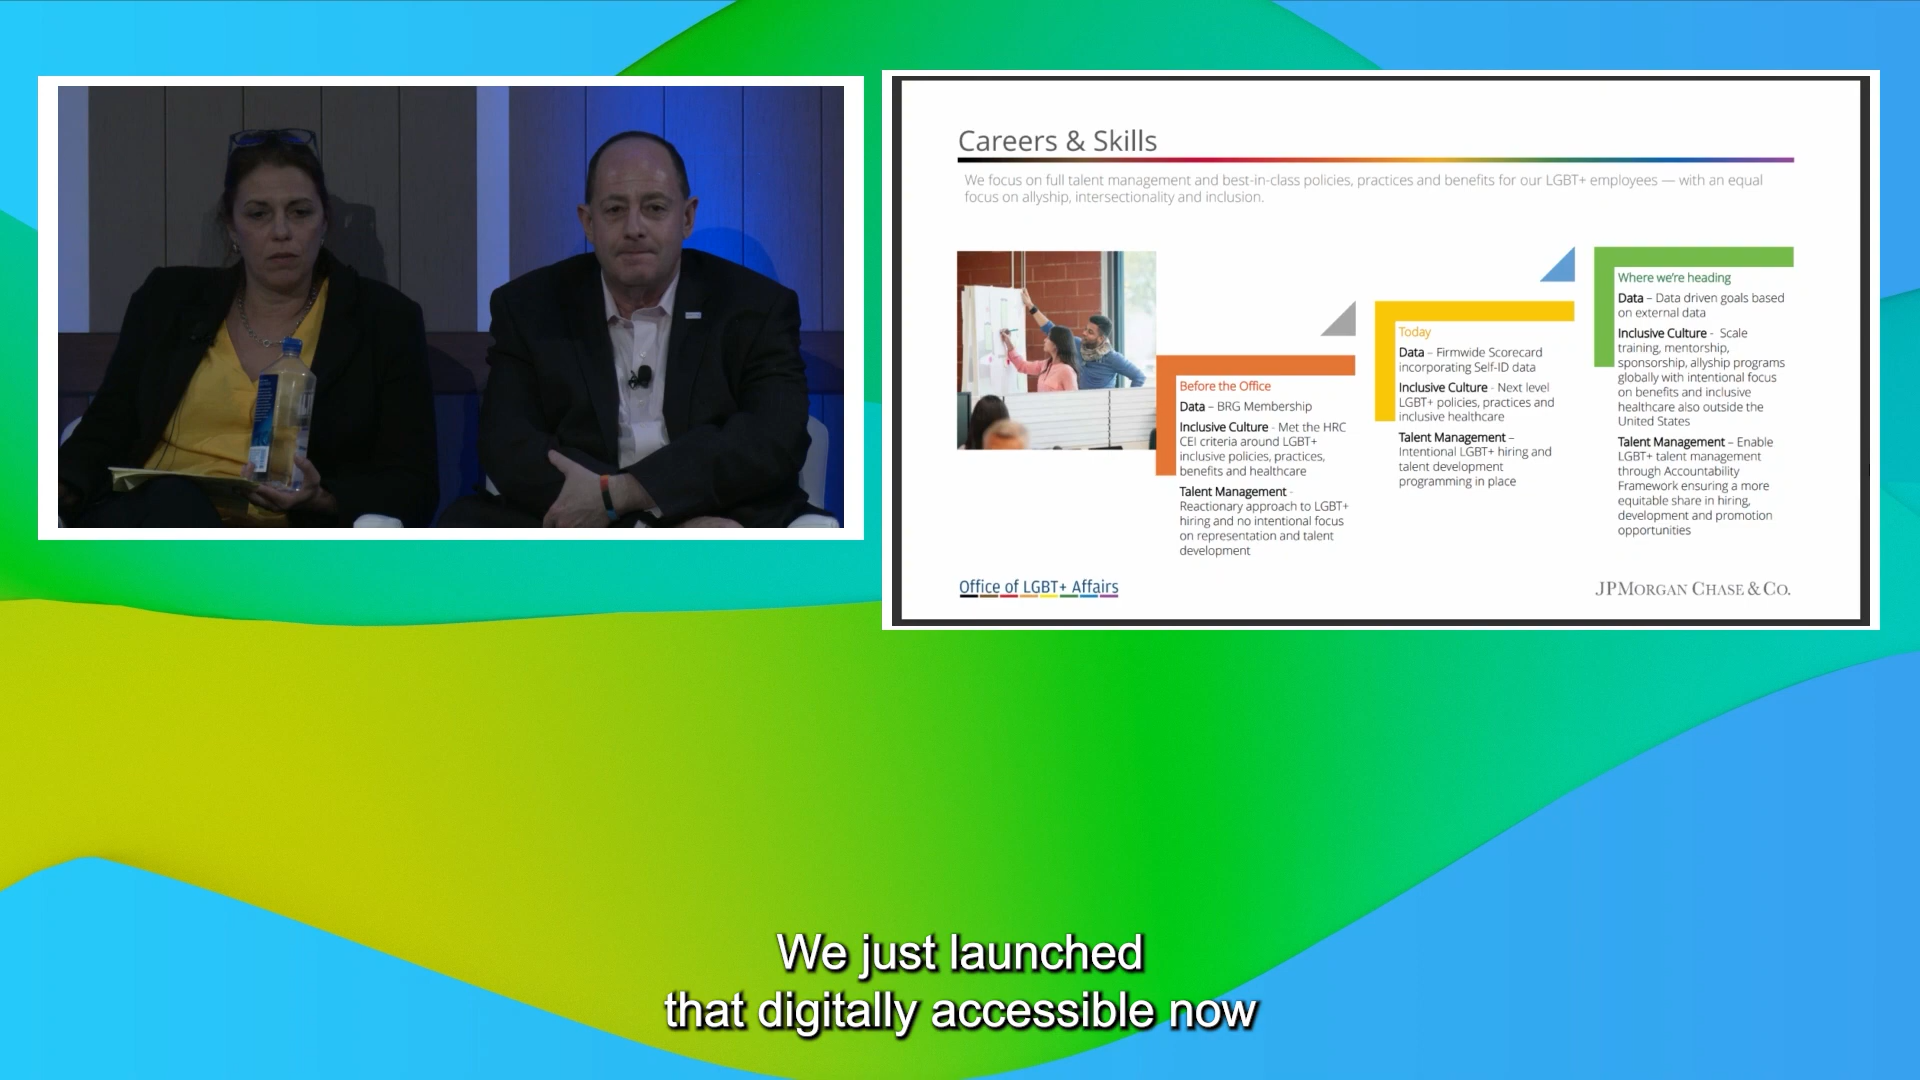 Careers & Skills
We focus on full talent management and best-in-class policies, practices and benefits for our LGBT+ employees — with an equal
focus on allyship, intersectionality and inclusion.
Before the Office
Data – BRG Membership
Inclusive Culture - Met the HRC
CEI criteria around LGBT+
inclusive policies, practices,
benefits and healthcare
Talent Management -
Reactionary approach to LGBT+
hiring and no intentional focus
on representation and talent
development
Today
Data – Firmwide Scorecard
incorporating Self-ID data
Inclusive Culture - Next level
LGBT+ policies, practices and
inclusive healthcare
Talent Management –
Intentional LGBT+ hiring and
talent development
programming in place
Where we're heading
Data – Data driven goals based
on external data
Inclusive Culture - Scale
training, mentorship,
sponsorship, allyship programs
globally with intentional focus
on benefits and inclusive
healthcare also outside the
United States
Talent Management – Enable
LGBT+ talent management
through Accountability
Framework ensuring a more
equitable share in hiring,
development and promotion
opportunities
Office of LGBT+ Affairs
JPMORGAN CHASE & CO.
We just launched
that digitally accessible now